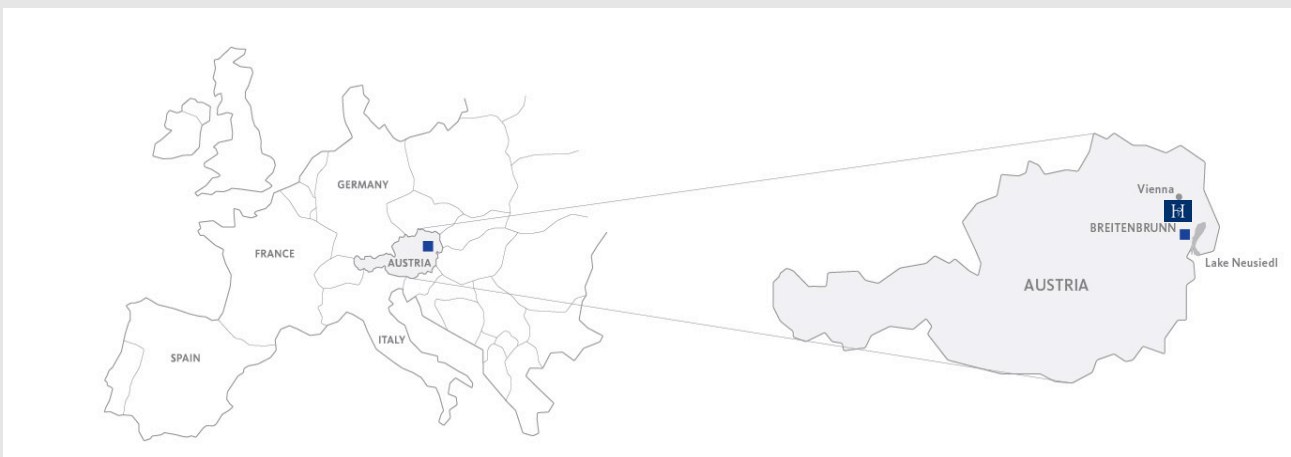 GERMANY
FRANCE
AUSTRIA
ITALY
SPAIN
Vienna
H
BREITENBRUNN
Lake Neusiedl
AUSTRIA